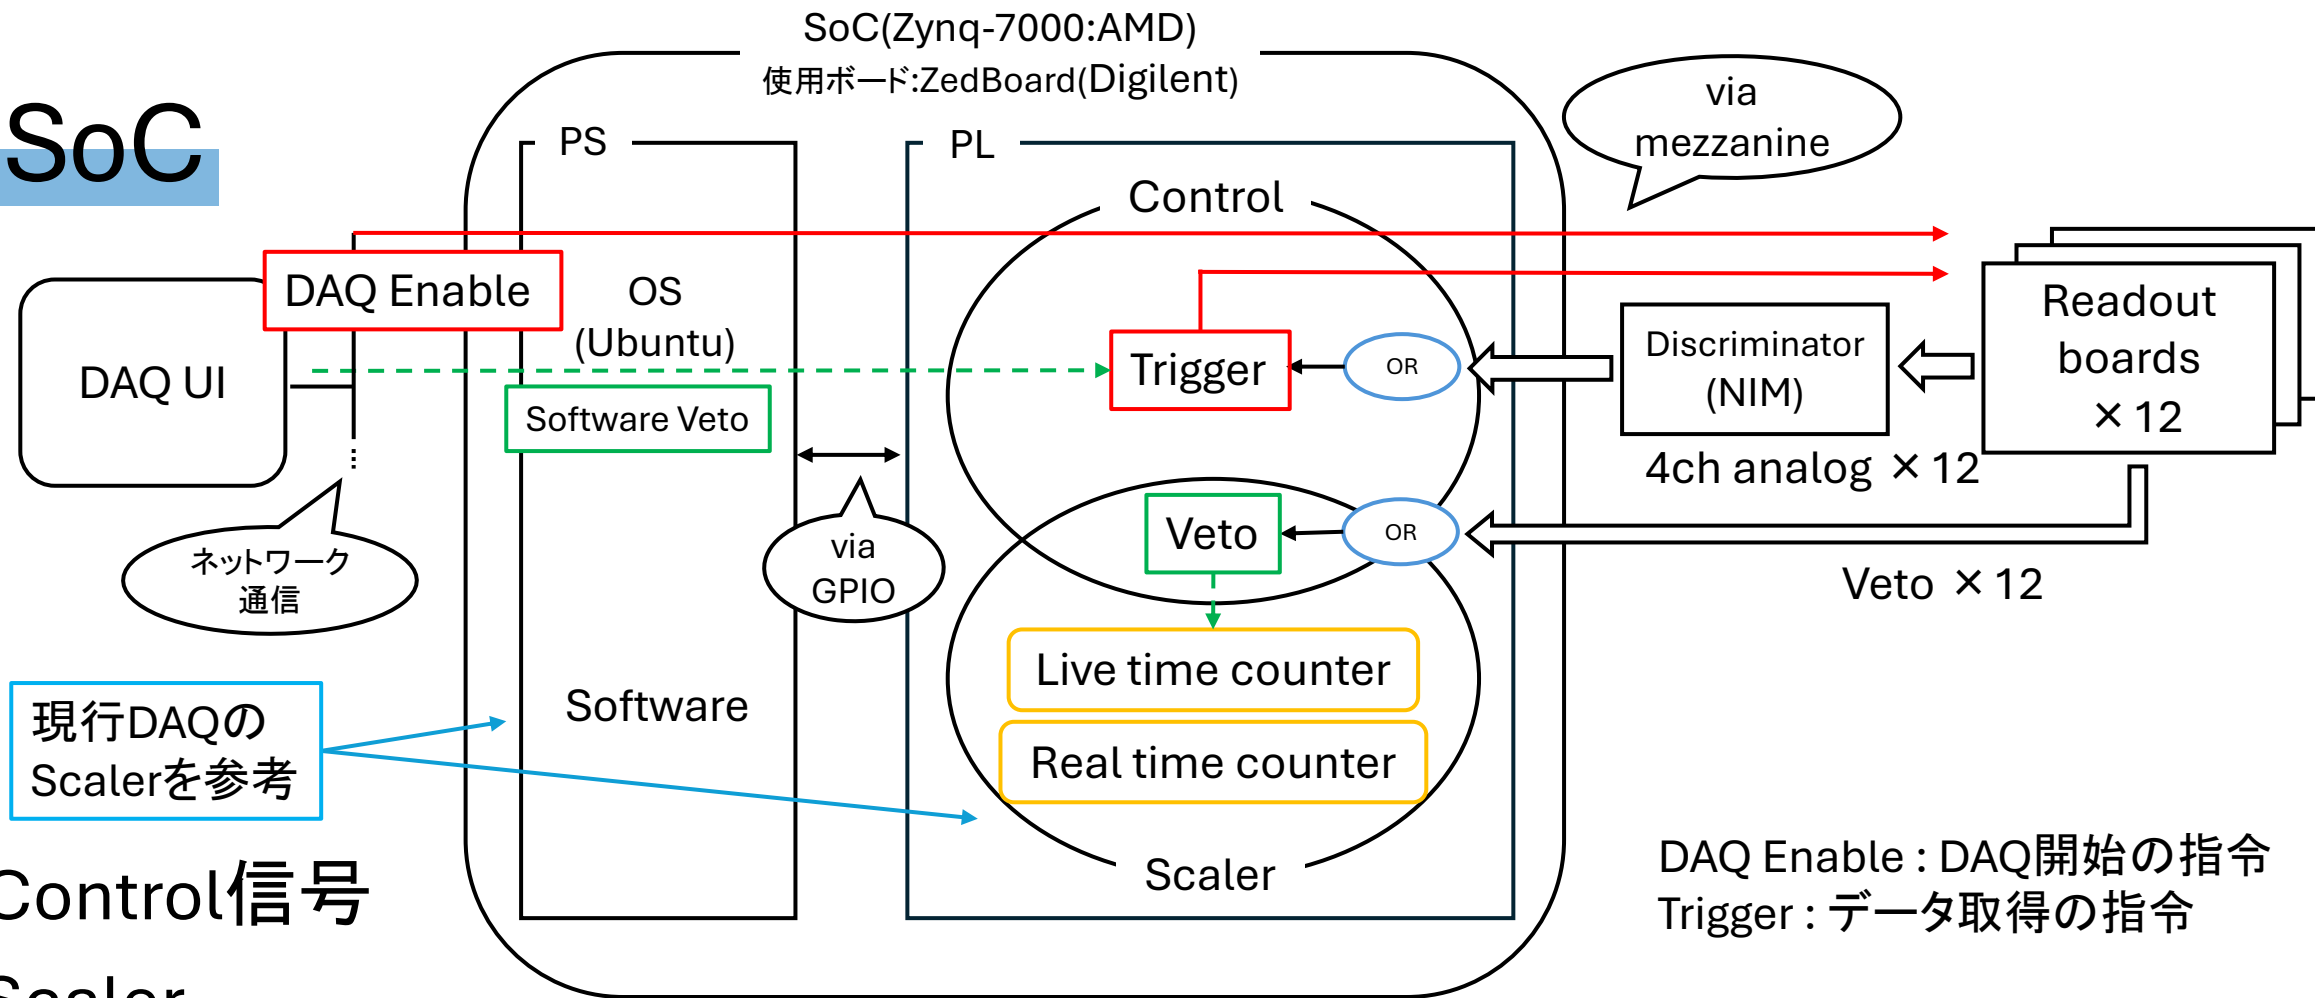 SoC(Zynq-7000:AMD)
使用ボード:ZedBoard(Digilent)
SoC
PS
PL
via
mezzanine
Control
DAQ Enable
OS
(Ubuntu)
DAQ UI
Trigger
OR
Discriminator
(NIM)
Readout
boards
×12
Software Veto
4ch analog ×12
Veto
OR
via
GPIO
ネットワーク
通信
Veto ×12
Live time counter
Software
Real time counter
現行DAQの
Scalerを参考
Scaler
DAQ Enable : DAQ開始の指令
Trigger : データ取得の指令
Control信号
Scaler